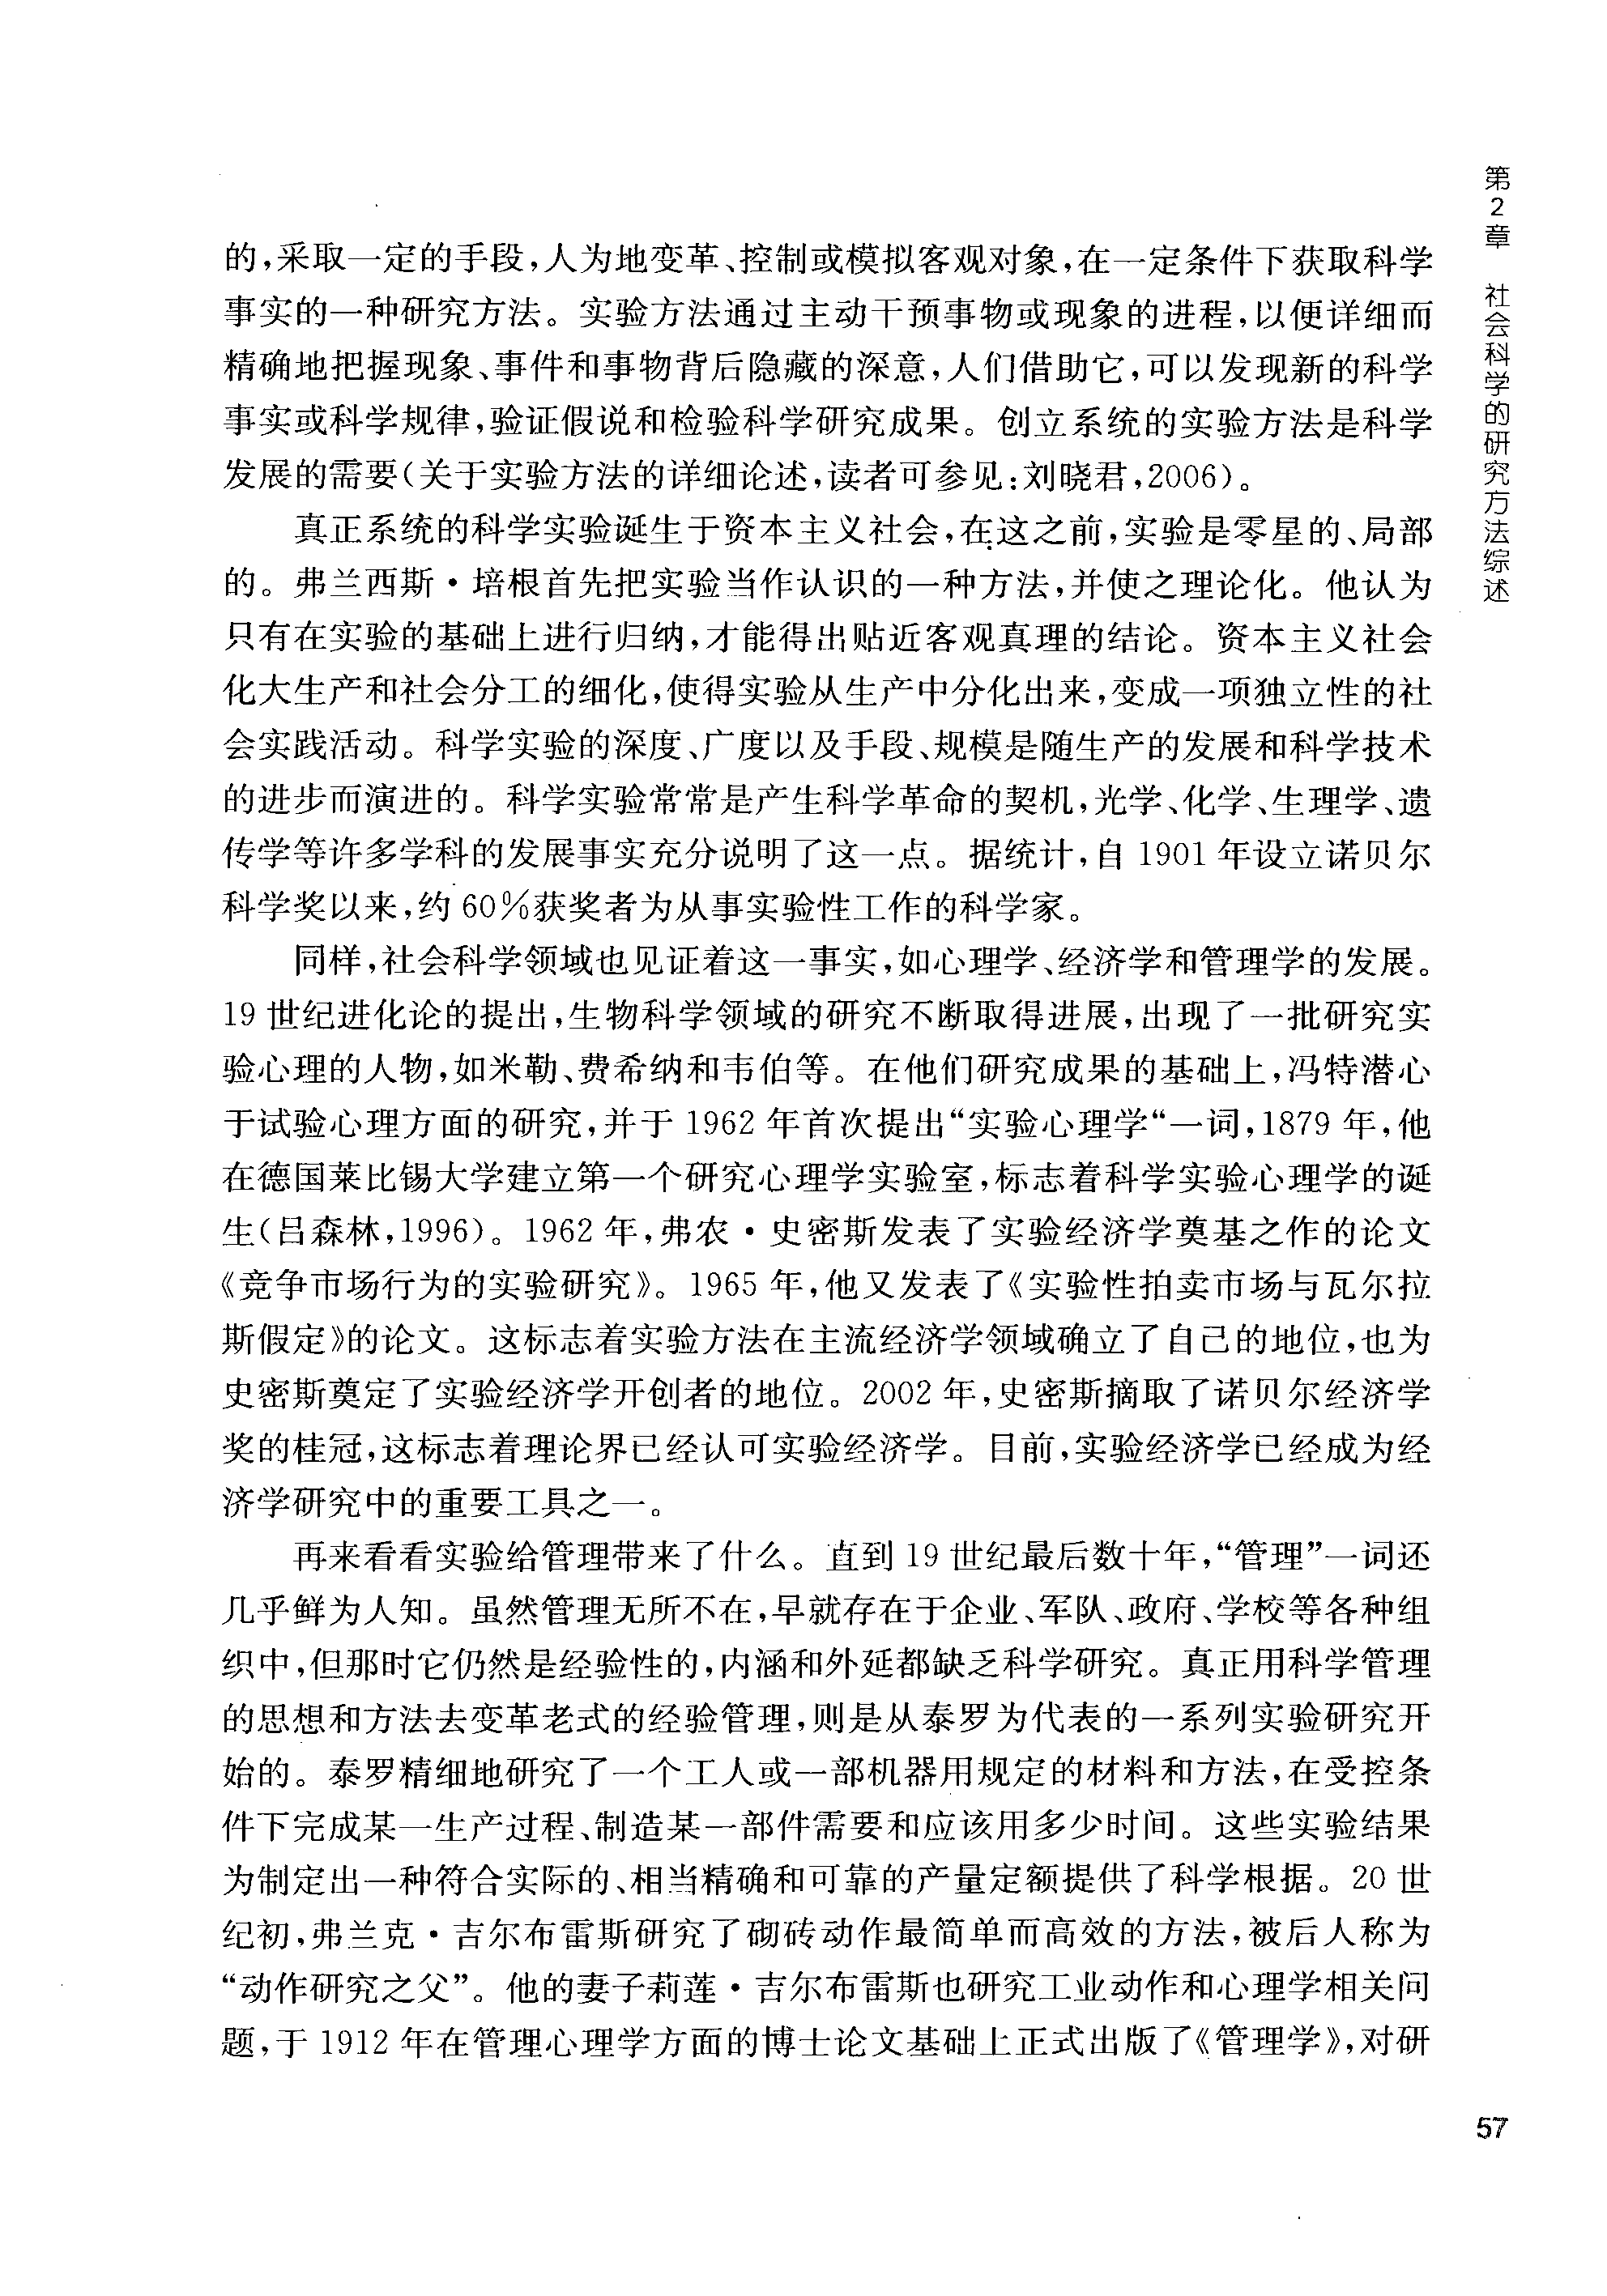 第2章 社会科学的研究方法综述
的,采取一定的手段,人为地变革、控制或模拟客观对象,在一定条件下获取科学
事实的一种研究方法。实验方法通过主动干预事物或现象的进程,以便详细而
精确地把握现象、事件和事物背后隐藏的深意,人们借助它,可以发现新的科学
事实或科学规律,验证假说和检验科学研究成果。创立系统的实验方法是科学
发展的需要(关于实验方法的详细论述,读者可参见:刘晓君,2006)。
真正系统的科学实验诞生于资本主义社会,在这之前,实验是零星的、局部
的。弗兰西斯·培根首先把实验当作认识的一种方法,并使之理论化。他认为
只有在实验的基础上进行归纳,才能得出贴近客观真理的结论。资本主义社会
化大生产和社会分工的细化,使得实验从生产中分化出来,变成一项独立性的社
会实践活动。科学实验的深度、广度以及手段、规模是随生产的发展和科学技术
的进步而演进的。科学实验常常是产生科学革命的契机,光学、化学、生理学、遗
传学等许多学科的发展事实充分说明了这一点。据统计,自 1901 年设立诺贝尔
科学奖以来,约 60%获奖者为从事实验性工作的科学家。
同样,社会科学领域也见证着这一事实,如心理学、经济学和管理学的发展。
19 世纪进化论的提出,生物科学领域的研究不断取得进展,出现了一批研究实
验心理的人物,如米勒、费希纳和韦伯等。在他们研究成果的基础上,冯特潜心
于试验心理方面的研究,并于 1962 年首次提出“实验心理学“一词,1879 年,他
在德国莱比锡大学建立第一个研究心理学实验室,标志着科学实验心理学的诞
生(吕森林,1996)。1962 年,弗农·史密斯发表了实验经济学奠基之作的论文
《竞争市场行为的实验研究》。1965 年,他又发表了《实验性拍卖市场与瓦尔拉
斯假定》的论文。这标志着实验方法在主流经济学领域确立了自己的地位,也为
史密斯奠定了实验经济学开创者的地位。2002 年,史密斯摘取了诺贝尔经济学
奖的桂冠,这标志着理论界已经认可实验经济学。目前,实验经济学已经成为经
济学研究中的重要工具之一。
再来看看实验给管理带来了什么。直到 19 世纪最后数十年,“管理”一词还
几乎鲜为人知。虽然管理无所不在,早就存在于企业、军队、政府、学校等各种组
织中,但那时它仍然是经验性的,内涵和外延都缺乏科学研究。真正用科学管理
的思想和方法去变革老式的经验管理,则是从泰罗为代表的一系列实验研究开
始的。泰罗精细地研究了一个工人或一部机器用规定的材料和方法,在受控条
件下完成某一生产过程、制造某一部件需要和应该用多少时间。这些实验结果
为制定出一种符合实际的、相当精确和可靠的产量定额提供了科学根据。20 世
纪初,弗兰克·吉尔布雷斯研究了砌砖动作最简单而高效的方法,被后人称为
“动作研究之父”。他的妻子莉莲·吉尔布雷斯也研究工业动作和心理学相关问
题,于 1912 年在管理心理学方面的博士论文基础上正式出版了《管理学》,对研
57